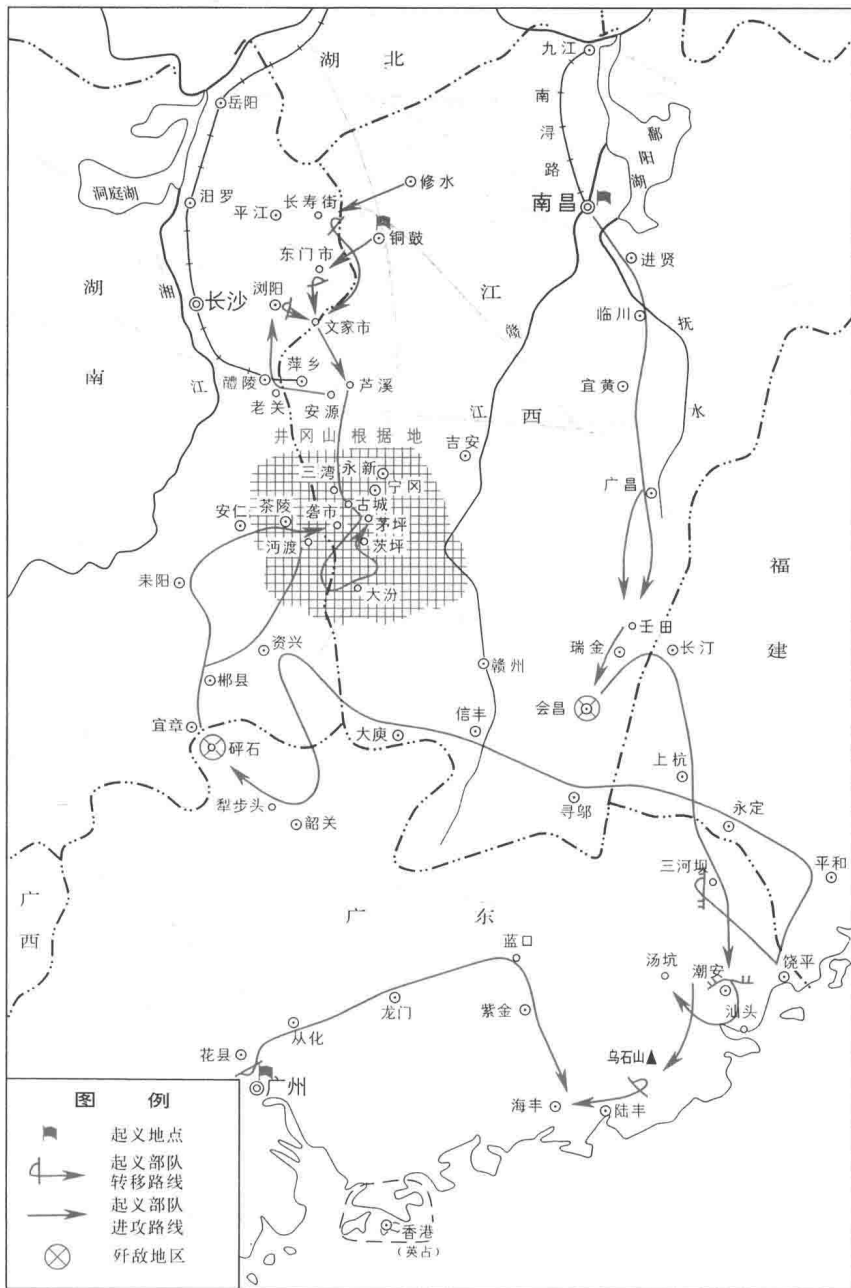 湖 北
九江
岳阳
南浔路
鄱阳湖
洞庭湖
汨罗
平江
长寿街
修水
南昌
铜鼓
东门市
进贤
浏阳
湘
长沙
文家市
江
赣
临川
抚
湖
南
萍乡
醴陵
芦溪
江
老关
安源
江
西
宜黄
水
井冈山根据地
吉安
三湾
永新
宁冈
广昌
安仁
茶陵
砻市
古城
茅坪
沔渡
茨坪
大汾
耒阳
福
建
壬田
资兴
瑞金
长汀
赣州
郴县
会昌
宜章
砰石
大庾
信丰
上杭
犁步头
韶关
寻邬
永定
三河坝
平和
广
西
广 东
蓝口
汤坑
潮安
饶平
龙门
紫金
汕头
从化
花县
乌石山
广州
海丰
陆丰
香港
(英占)
图 例
起义地点
起义部队
转移路线
起义部队
进攻路线
歼敌地区